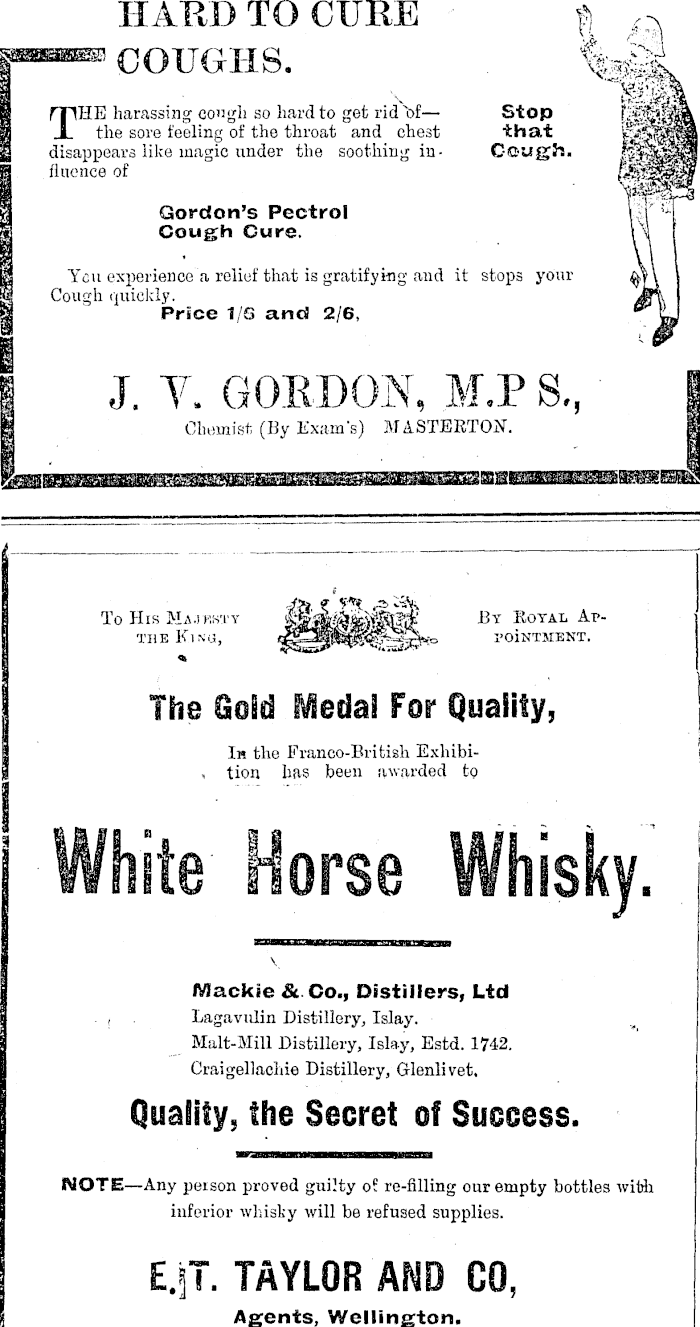 HARD TO CURE
COUGHS.
THE harassing cough so hard to get rid of—
the sore feeling of the throat and chest
disappears like magic under the soothing in-
fluence of
Stop
that
Cough.
Gordon's Pectrol
Cough Cure.
You experience a relief that is gratifying and it stops your
Cough quickly.
Price 1/6 and 2/6,
J. V. GORDON, M.P S.,
Chemist (By Exam's) MASTERTON.
To His Majesty
the King,
By Royal Ap-
pointment.
The Gold Medal For Quality,
In the Franco-British Exhibi-
tion has been awarded to
White Horse Whisky.
Mackie & Co., Distillers, Ltd
Lagavulin Distillery, Islay.
Malt-Mill Distillery, Islay, Estd. 1742.
Craigellachie Distillery, Glenlivet.
Quality, the Secret of Success.
NOTE—Any person proved guilty of re-filling our empty bottles with
inferior whisky will be refused supplies.
E. T. TAYLOR AND CO,
Agents, Wellington.